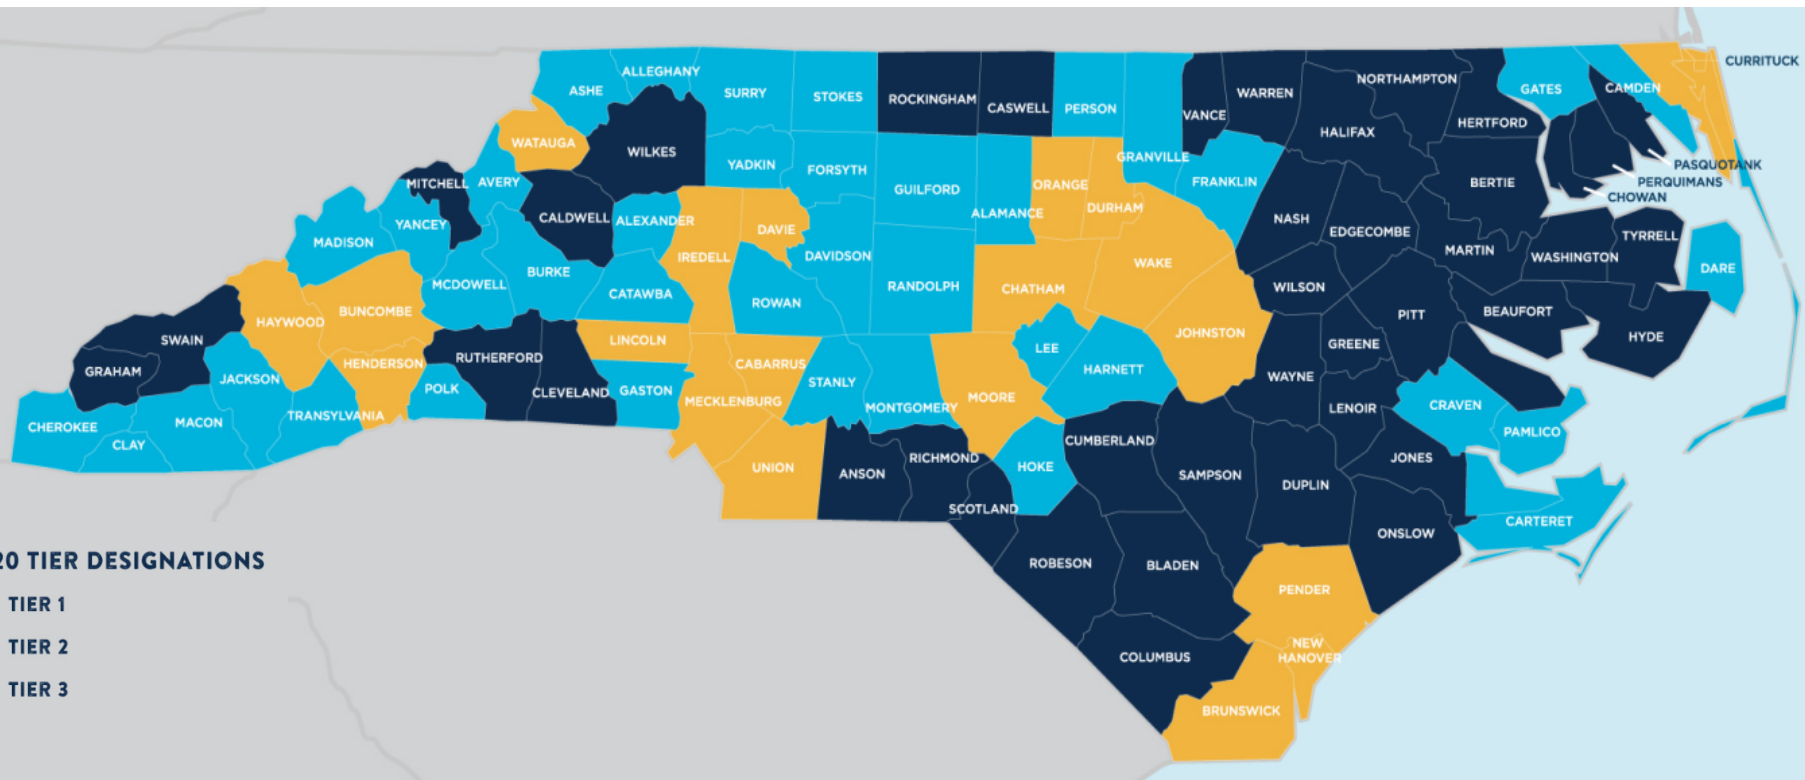 CURRITUCK
ALLEGHANY
ASHE
SURRY
STOKES
ROCKINGHAM
CASWELL
PERSON
VANCE
WARREN
NORTHAMPTON
GATES
CAMDEN
HERTFORD
HALIFAX
WATAUGA
WILKES
YADKIN
FORSYTH
GUILFORD
ALAMANCE
ORANGE
DURHAM
GRANVILLE
FRANKLIN
BERTIE
PASQUOTANK
PERQUIMANS
CHOWAN
MITCHELL
AVERY
CALDWELL
ALEXANDER
DAVIE
IREDELL
DAVIDSON
YANCEY
MADISON
NASH
EDGECOMBE
MARTIN
WASHINGTON
TYRRELL
DARE
MCDOWELL
BURKE
CATAWBA
ROWAN
RANDOLPH
CHATHAM
WAKE
WILSON
PITT
BEAUFORT
HYDE
HAYWOOD
BUNCOMBE
SWAIN
GRAHAM
JACKSON
HENDERSON
POLK
RUTHERFORD
CLEVELAND
LINCOLN
GASTON
CABARRUS
MECKLENBURG
STANLY
MONTGOMERY
MOORE
LEE
HARNETT
JOHNSTON
GREENE
WAYNE
LENOIR
CRAVEN
PAMLICO
CHEROKEE
CLAY
MACON
TRANSYLVANIA
UNION
ANSON
RICHMOND
SCOTLAND
HOKE
CUMBERLAND
SAMPSON
DUPLIN
JONES
CARTERET
ONSLOW
ROBESON
BLADEN
PENDER
COLUMBUS
NEW
HANOVER
BRUNSWICK
20 TIER DESIGNATIONS
TIER 1
TIER 2
TIER 3